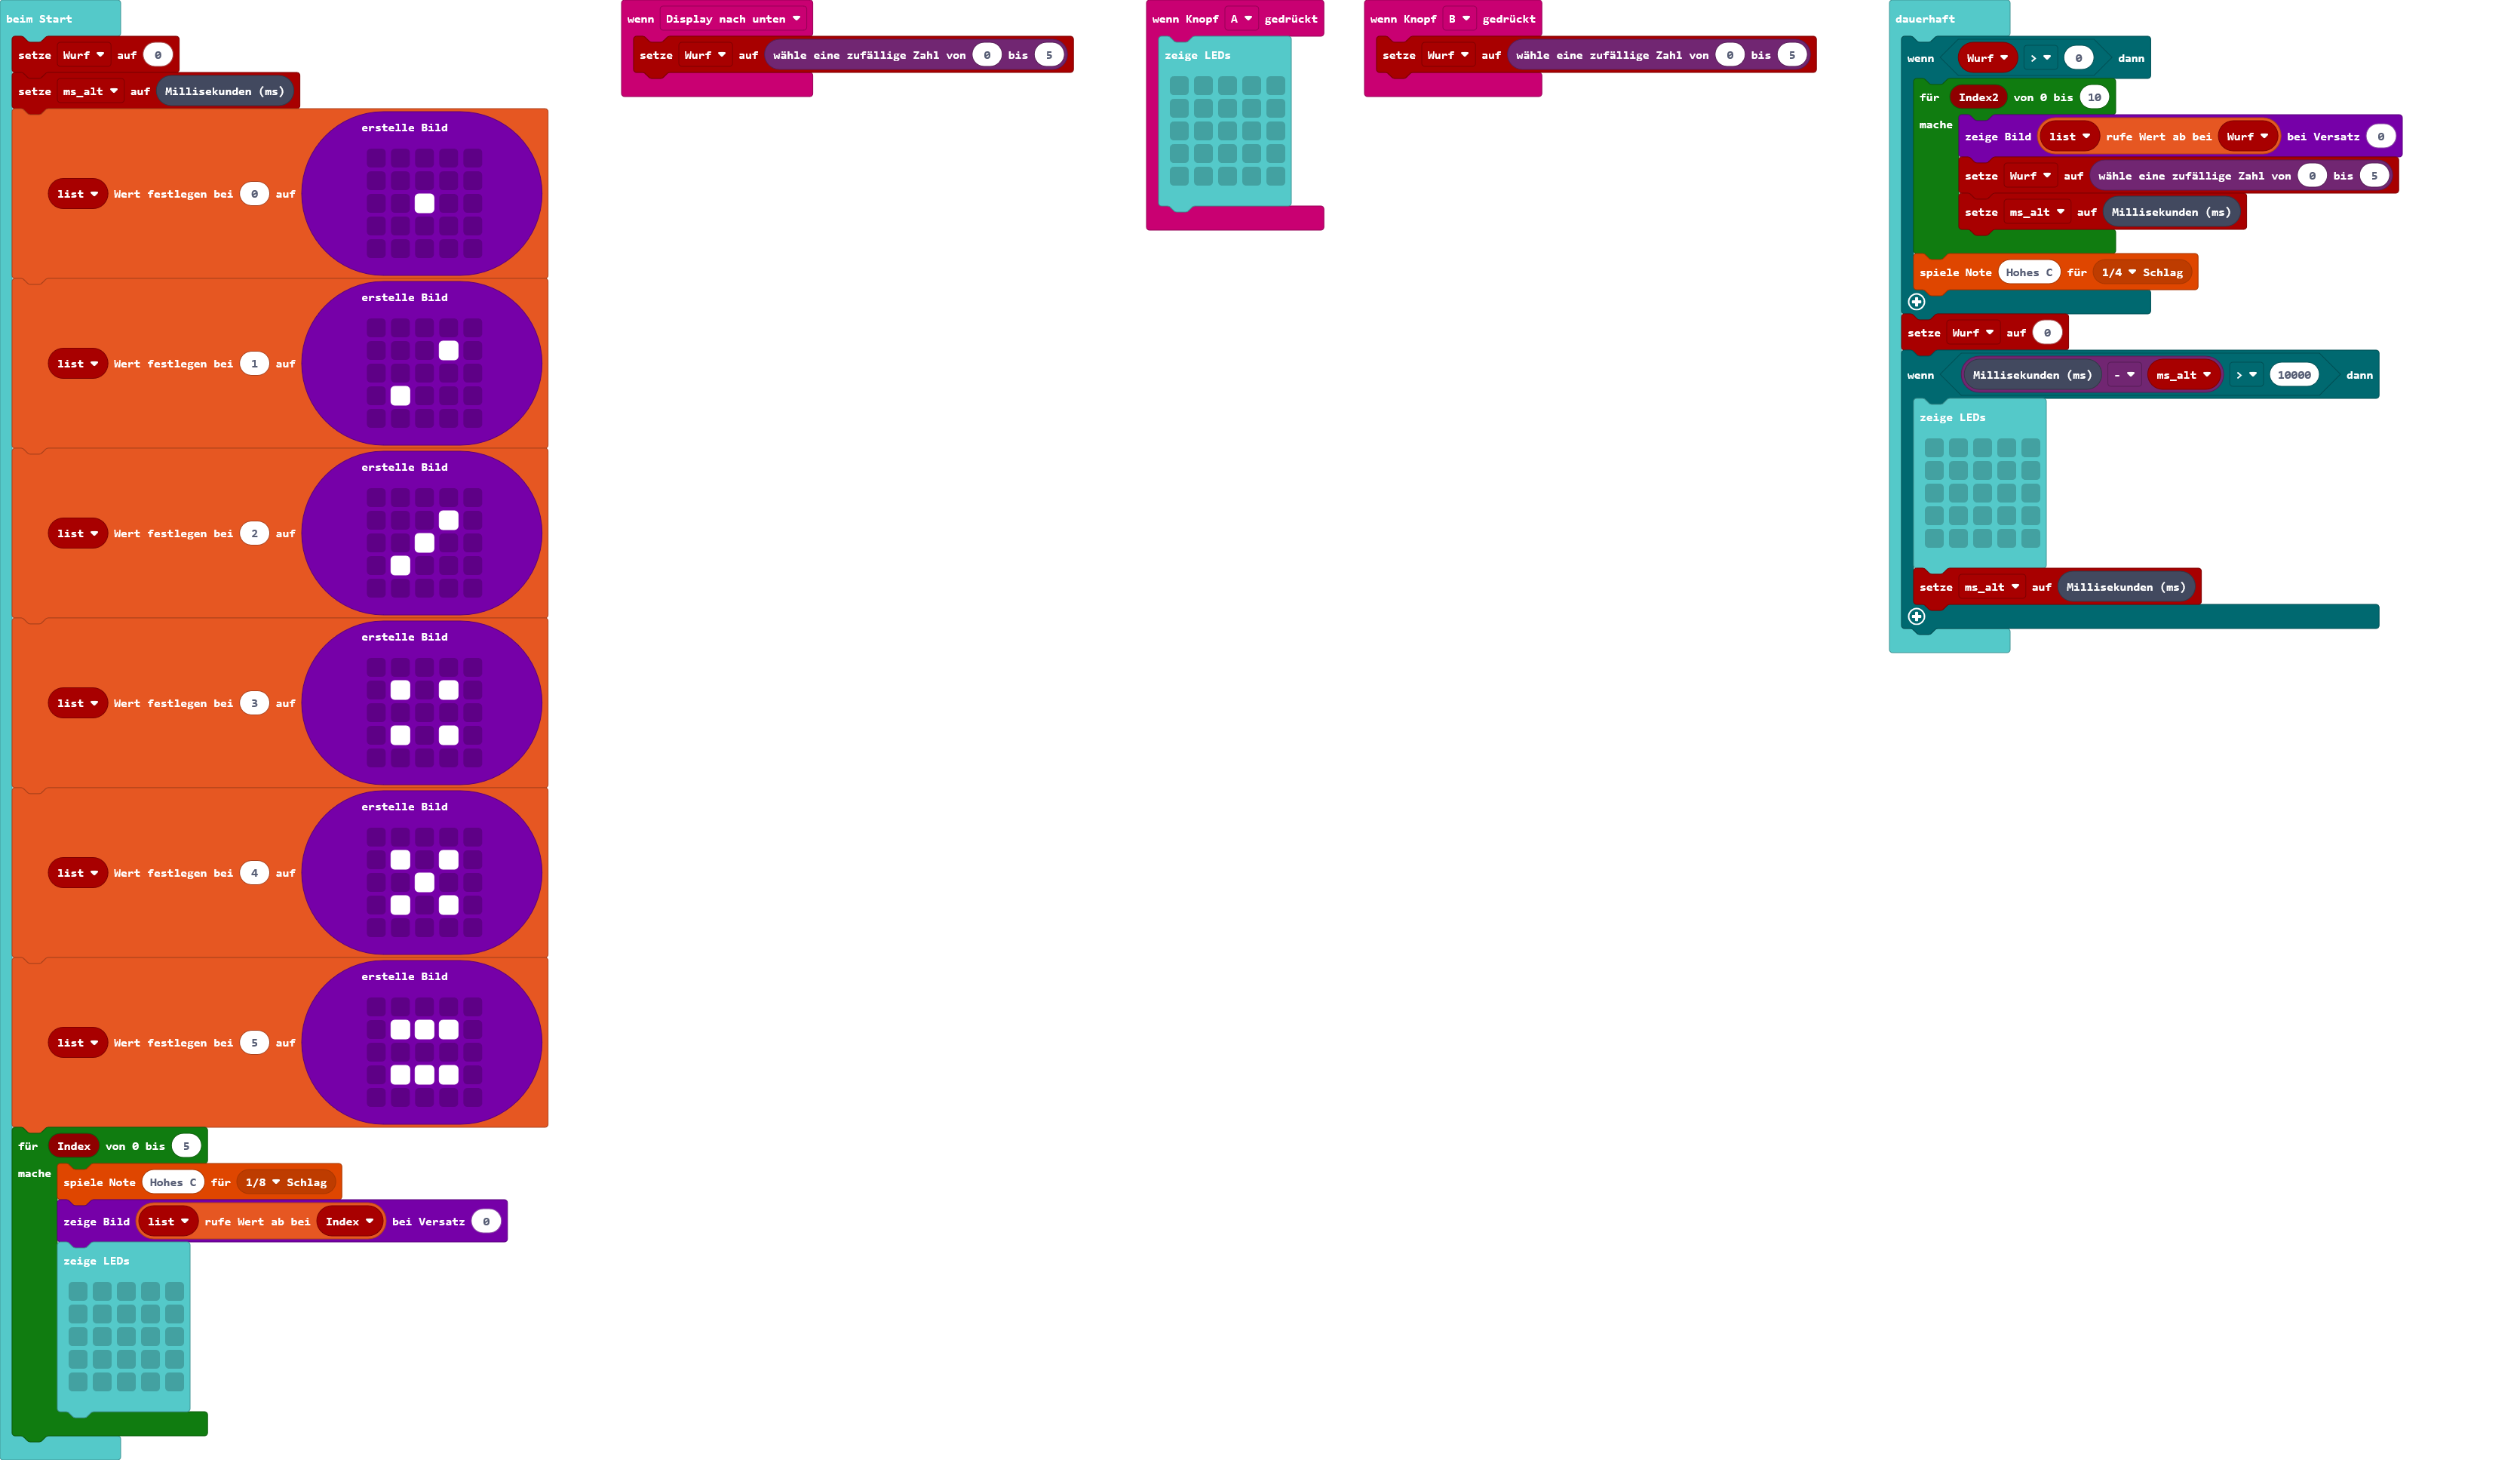 beim Start
setze Wurf auf 0
setze ms_alt auf Millisekunden (ms)
erstelle Bild
list Wert festlegen bei 0 auf
erstelle Bild
list Wert festlegen bei 1 auf
erstelle Bild
list Wert festlegen bei 2 auf
erstelle Bild
list Wert festlegen bei 3 auf
erstelle Bild
list Wert festlegen bei 4 auf
erstelle Bild
list Wert festlegen bei 5 auf
für Index von 0 bis 5
mache
spiele Note Hohes C für 1/8 Schlag
zeige Bild list rufe Wert ab bei Index bei Versatz 0
zeige LEDs
wenn Display nach unten
setze Wurf auf wähle eine zufällige Zahl von 0 bis 5
wenn Knopf A gedrückt
zeige LEDs
wenn Knopf B gedrückt
setze Wurf auf wähle eine zufällige Zahl von 0 bis 5
dauerhaft
wenn Wurf > 0 dann
für Index2 von 0 bis 10
mache
zeige Bild list rufe Wert ab bei Wurf bei Versatz 0
setze Wurf auf wähle eine zufällige Zahl von 0 bis 5
setze ms_alt auf Millisekunden (ms)
spiele Note Hohes C für 1/4 Schlag
setze Wurf auf 0
wenn Millisekunden (ms) - ms_alt > 10000 dann
zeige LEDs
setze ms_alt auf Millisekunden (ms)